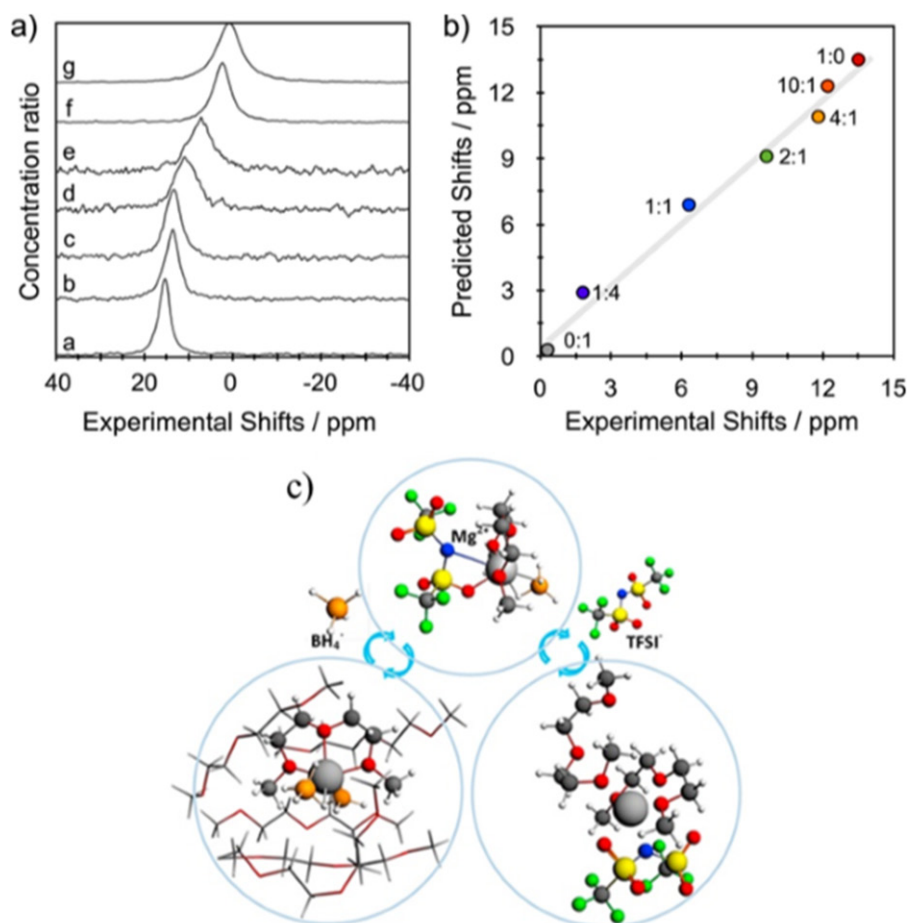 a)
Concentration ratio
g
f
e
d
c
b
a
40 20 0 -20 -40
Experimental Shifts / ppm
b)
Predicted Shifts / ppm
15
12
9
6
3
0
1:0
10:1
4:1
2:1
1:1
1:4
0:1
0 3 6 9 12 15
Experimental Shifts / ppm
c)
Mg²⁺
BH₄⁻
TFSI⁻